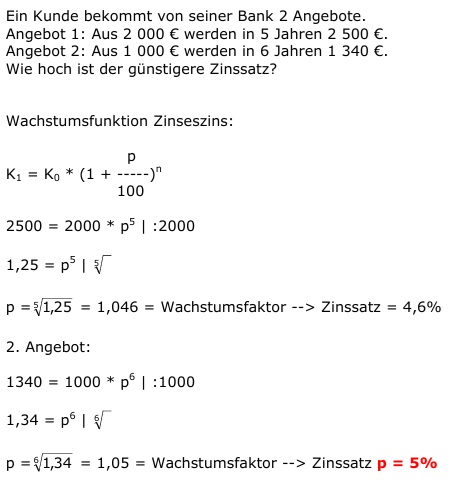 Ein Kunde bekommt von seiner Bank 2 Angebote.
Angebot 1: Aus 2 000 € werden in 5 Jahren 2 500 €.
Angebot 2: Aus 1 000 € werden in 6 Jahren 1 340 €.
Wie hoch ist der günstigere Zinssatz?
Wachstumsfunktion Zinseszins:
p
K₁ = K₀ * (1 + -----)ⁿ
100
2500 = 2000 * p⁵ | :2000
1,25 = p⁵ | ⁵√
p = ⁵√1,25 = 1,046 = Wachstumsfaktor --> Zinssatz = 4,6%
2. Angebot:
1340 = 1000 * p⁶ | :1000
1,34 = p⁶ | ⁶√
p = ⁶√1,34 = 1,05 = Wachstumsfaktor --> Zinssatz p = 5%